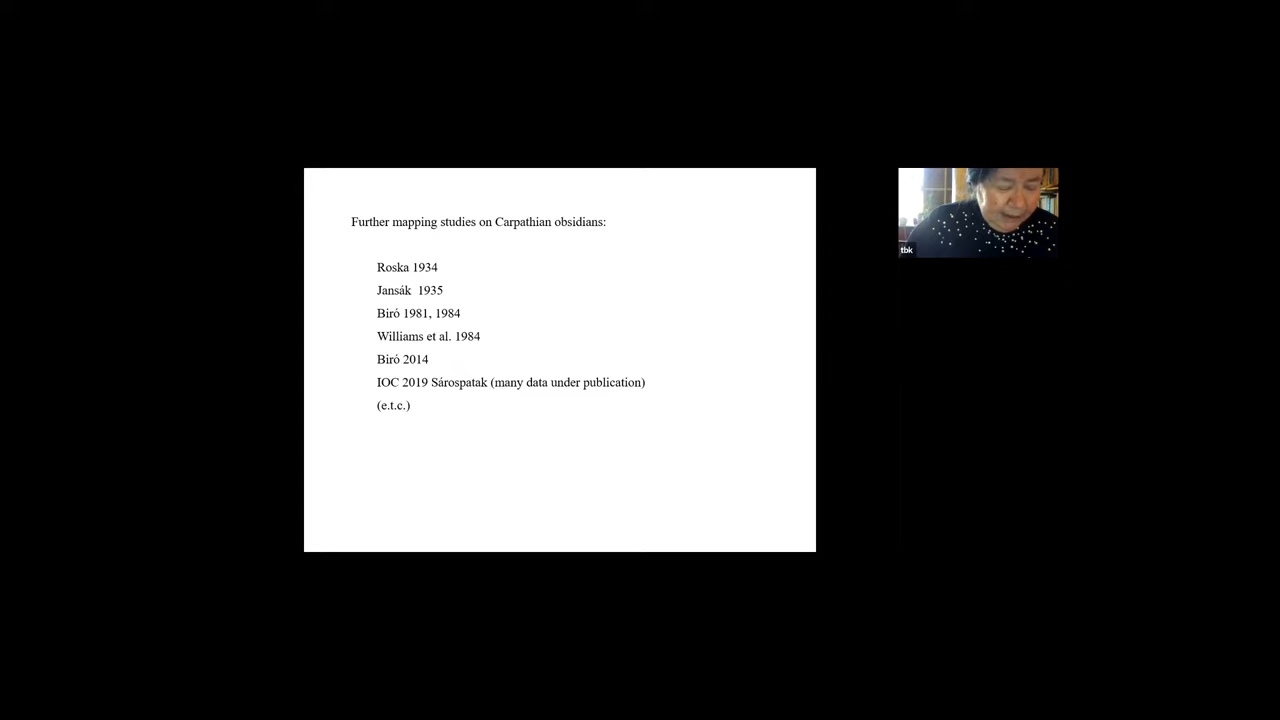 Further mapping studies on Carpathian obsidians:
Roska 1934
Jansák  1935
Biró 1981, 1984
Williams et al. 1984
Biró 2014
IOC 2019 Sárospatak (many data under publication)
(e.t.c.)
tbk